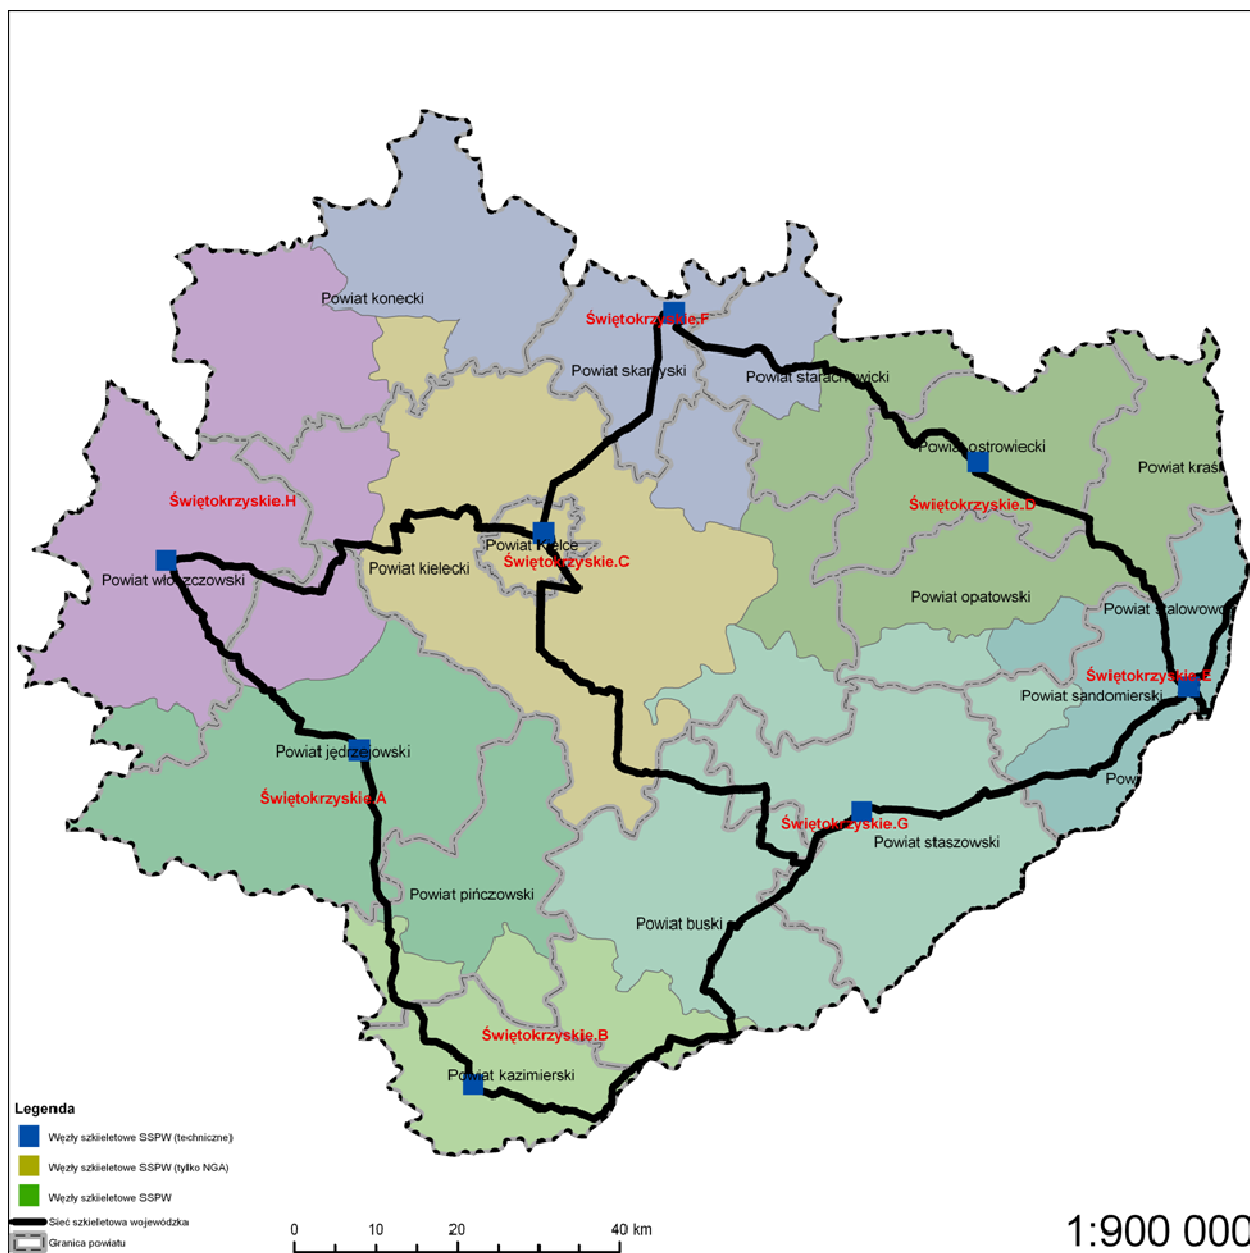 Powiat konecki
Świętokrzyskie.F
Powiat skarżyski
Powiat starachowicki
Powiat ostrowiecki
Powiat kraśn
Świętokrzyskie.H
Świętokrzyskie.D
Powiat Kielce
Świętokrzyskie.C
Powiat kielecki
Powiat włoszczowski
Powiat opatowski
Powiat stalowowo
Świętokrzyskie.E
Powiat sandomierski
Powiat jędrzejowski
Pow
Świętokrzyskie.A
Świętokrzyskie.G
Powiat staszowski
Powiat pińczowski
Powiat buski
Świętokrzyskie.B
Powiat kazimierski
Legenda
Węzły szkieletowe SSPW (techniczne)
Węzły szkieletowe SSPW (tylko NGA)
Węzły szkieletowe SSPW
Sieć szkieletowa wojewódzka
Granica powiatu
0 10 20 40 km
1:900 000